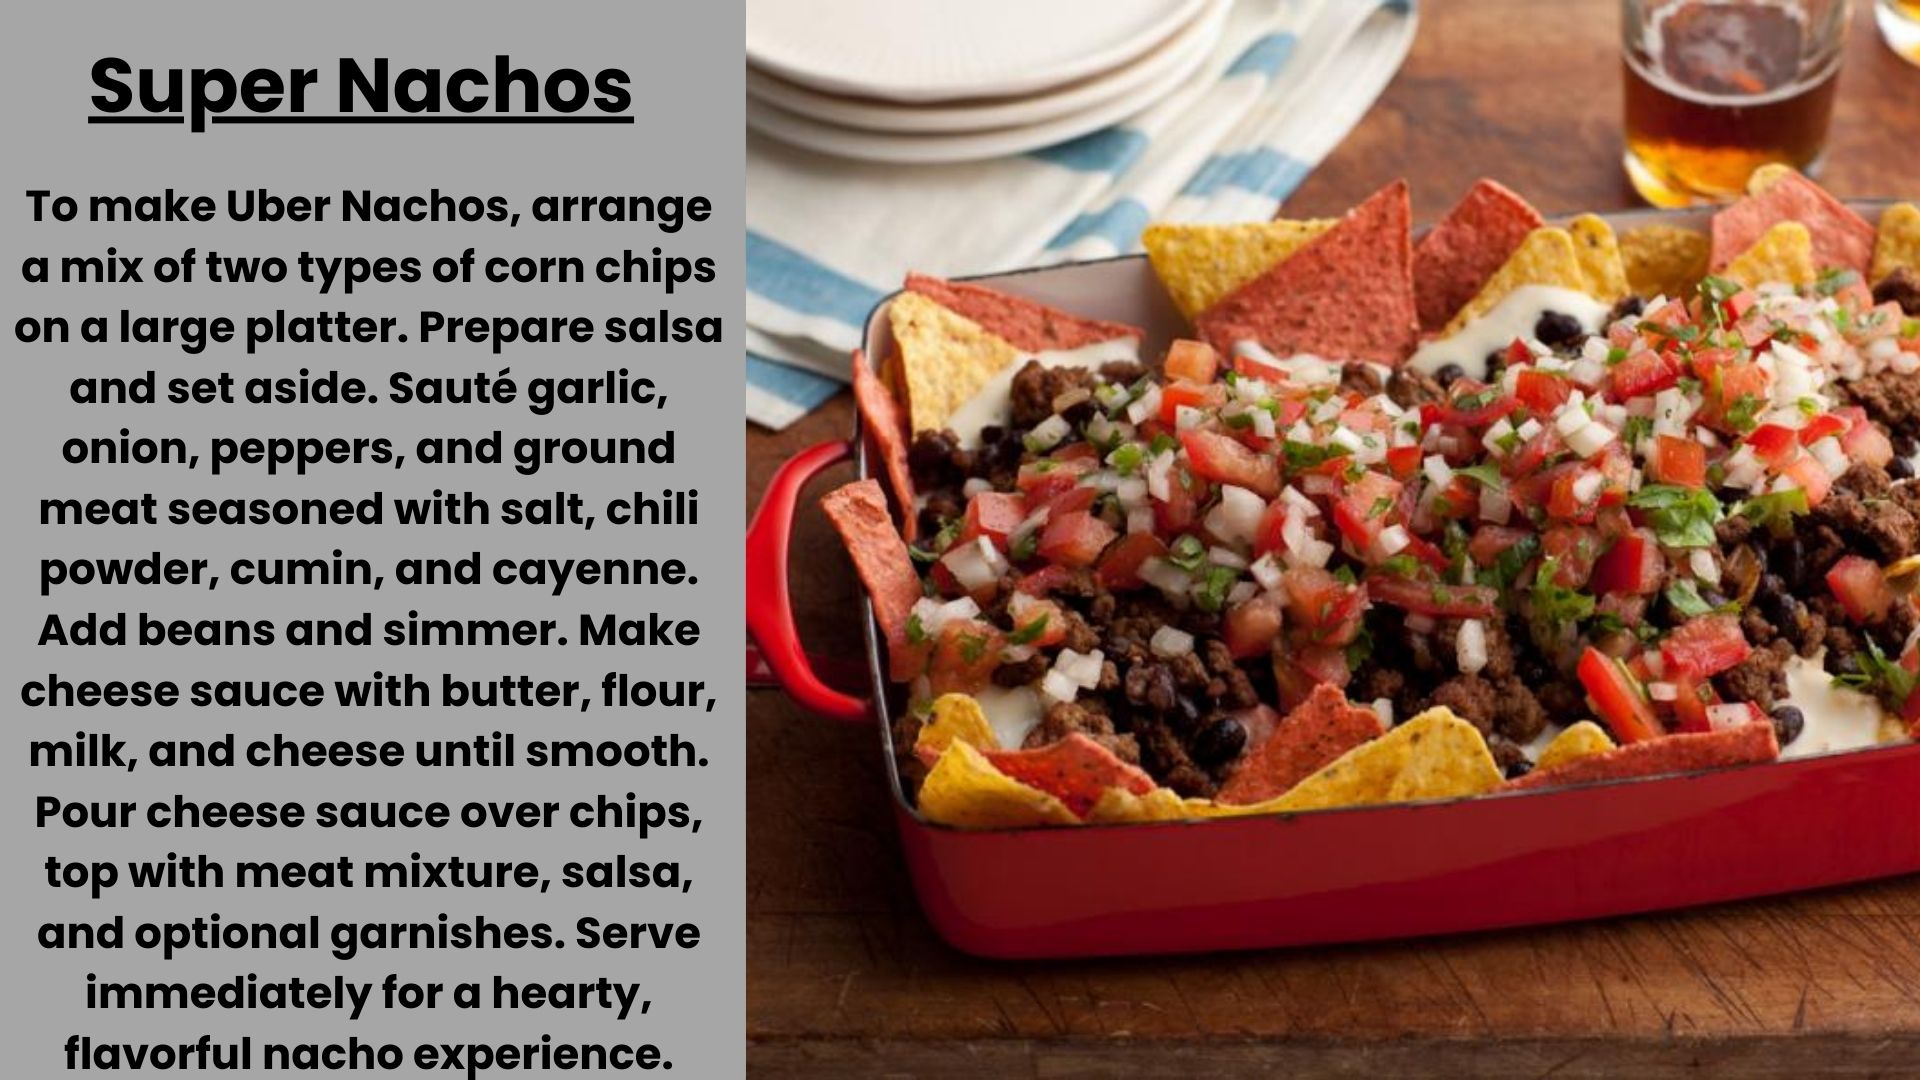 Super Nachos
To make Uber Nachos, arrange
a mix of two types of corn chips
on a large platter. Prepare salsa
and set aside. Sauté garlic,
onion, peppers, and ground
meat seasoned with salt, chili
powder, cumin, and cayenne.
Add beans and simmer. Make
cheese sauce with butter, flour,
milk, and cheese until smooth.
Pour cheese sauce over chips,
top with meat mixture, salsa,
and optional garnishes. Serve
immediately for a hearty,
flavorful nacho experience.